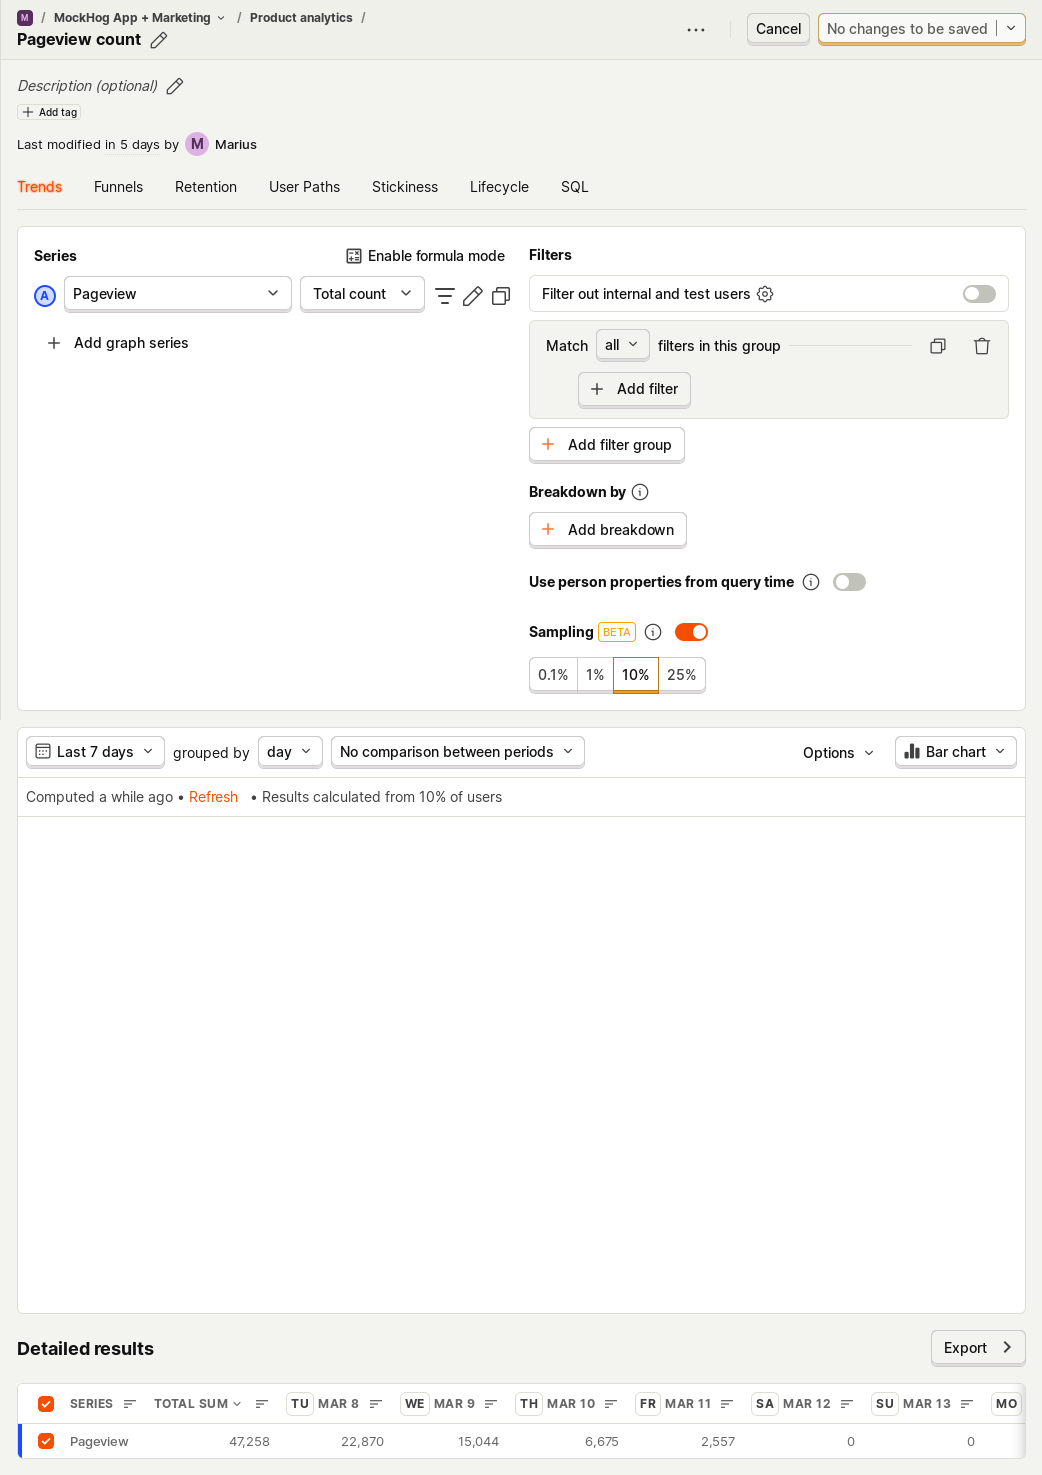 M / MockHog App + Marketing / Product analytics /
Pageview count
Cancel
No changes to be saved
Description (optional)
Add tag
Last modified in 5 days by M Marius
Trends Funnels Retention User Paths Stickiness Lifecycle SQL
Series
Enable formula mode
A Pageview Total count
Add graph series
Filters
Filter out internal and test users
Match all filters in this group
Add filter
Add filter group
Breakdown by
Add breakdown
Use person properties from query time
Sampling BETA
0.1% 1% 10% 25%
Last 7 days grouped by day No comparison between periods Options Bar chart
Computed a while ago • Refresh • Results calculated from 10% of users
Detailed results
Export
SERIES TOTAL SUM TU MAR 8 WE MAR 9 TH MAR 10 FR MAR 11 SA MAR 12 SU MAR 13 MO
Pageview 47,258 22,870 15,044 6,675 2,557 0 0